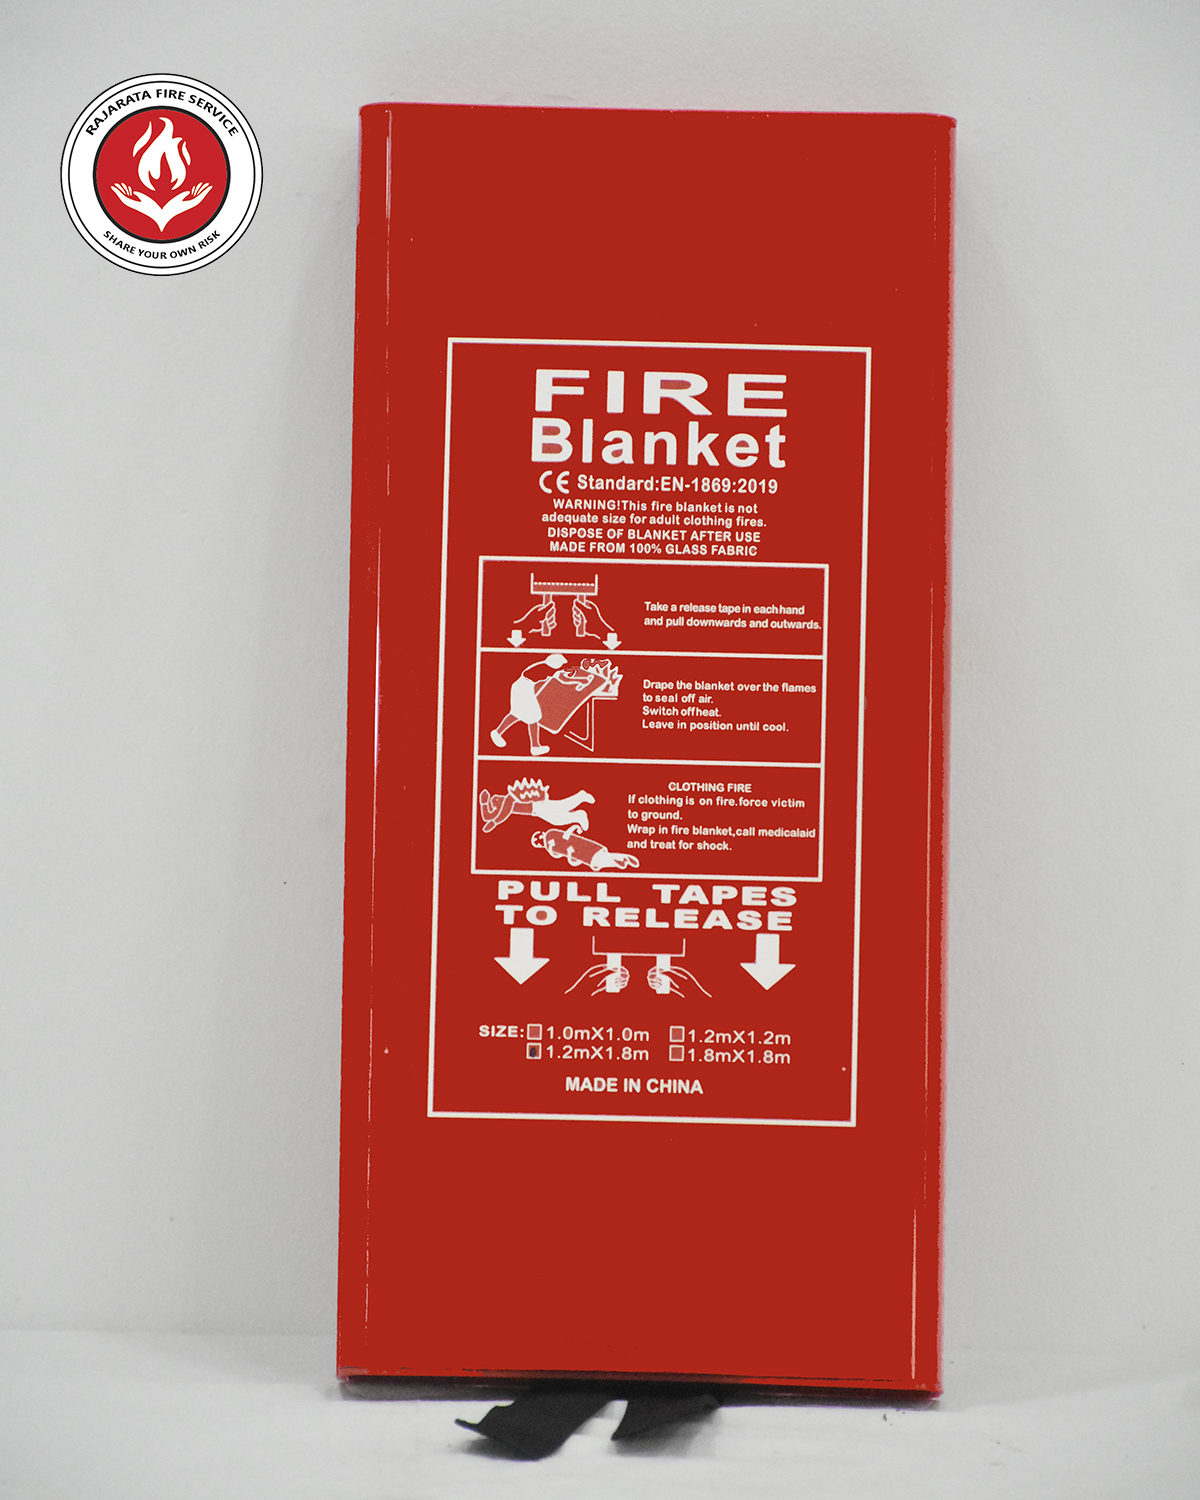 RAJARATA FIRE SERVICE
SHARE YOUR OWN RISK
FIRE
Blanket
CE Standard:EN-1869:2019
WARNING!This fire blanket is not
adequate size for adult clothing fires.
DISPOSE OF BLANKET AFTER USE
MADE FROM 100% GLASS FABRIC
Take a release tape in each hand
and pull downwards and outwards.
Drape the blanket over the flames
to seal off air.
Switch off heat.
Leave in position until cool.
CLOTHING FIRE
If clothing is on fire.force victim
to ground.
Wrap in fire blanket,call medicalaid
and treat for shock.
PULL TAPES
TO RELEASE
SIZE: 1.0mX1.0m 1.2mX1.2m
1.2mX1.8m 1.8mX1.8m
MADE IN CHINA